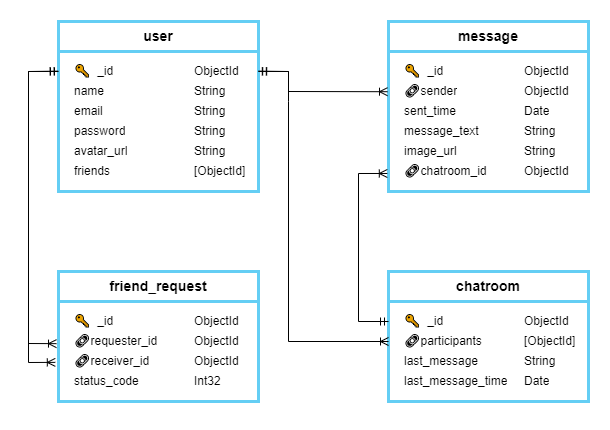 user
_id ObjectId
name String
email String
password String
avatar_url String
friends [ObjectId]
message
_id ObjectId
sender ObjectId
sent_time Date
message_text String
image_url String
chatroom_id ObjectId
friend_request
_id ObjectId
requester_id ObjectId
receiver_id ObjectId
status_code Int32
chatroom
_id ObjectId
participants [ObjectId]
last_message String
last_message_time Date